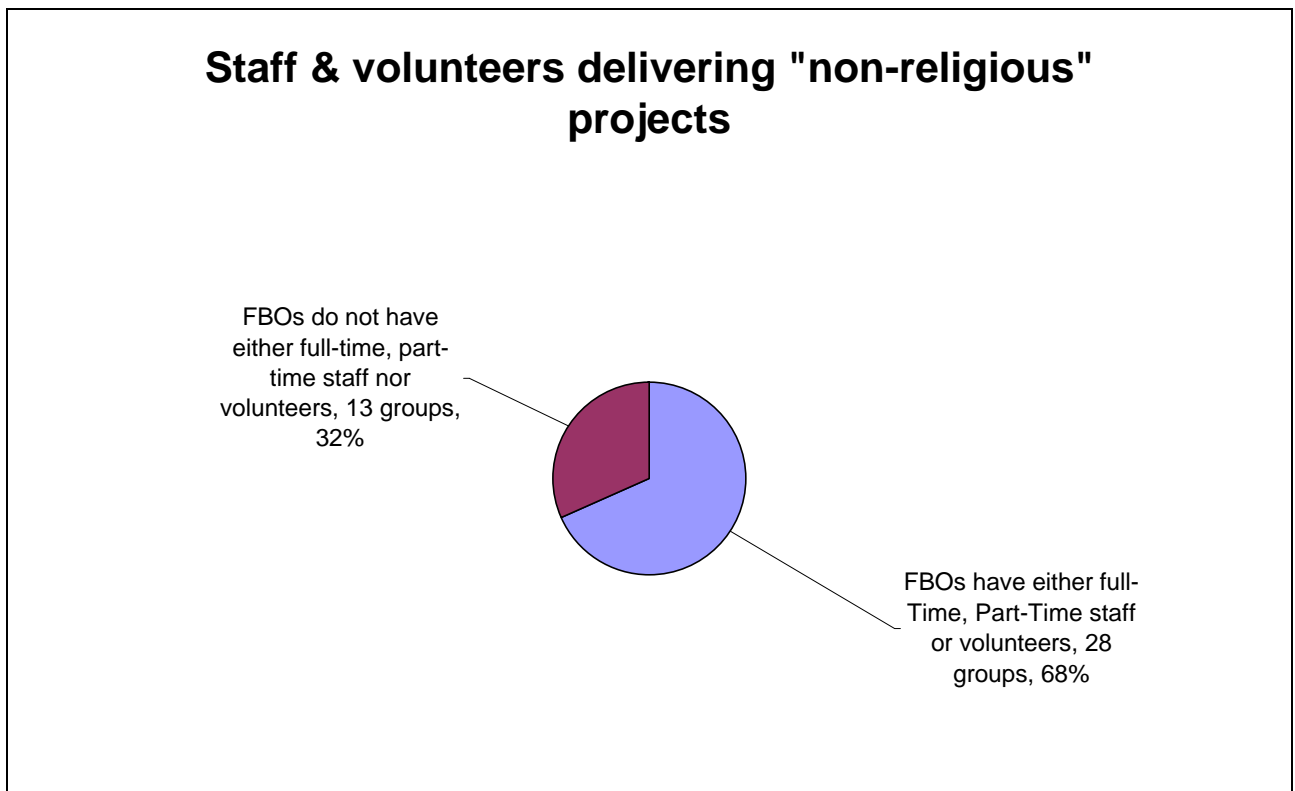 Staff & volunteers delivering "non-religious"
projects
FBOs do not have
either full-time, part-
time staff nor
volunteers, 13 groups,
32%
FBOs have either full-
Time, Part-Time staff
or volunteers, 28
groups, 68%